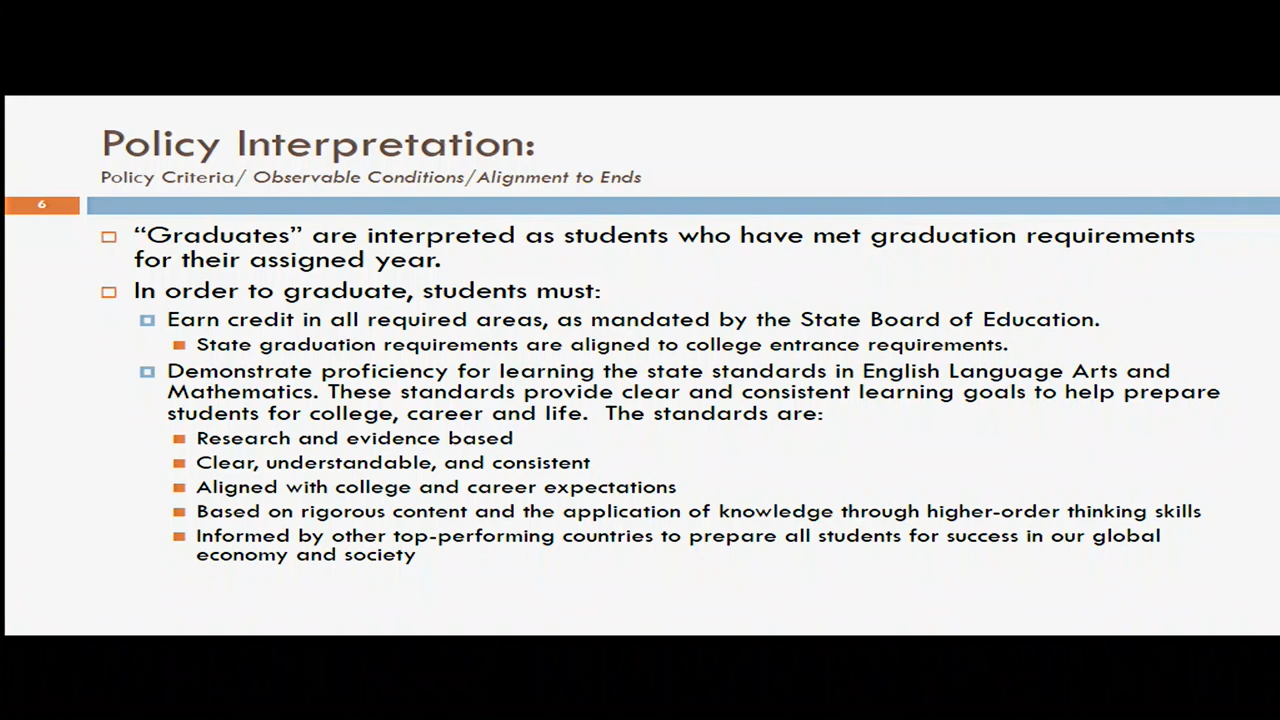 Policy Interpretation:
Policy Criteria/ Observable Conditions/Alignment to Ends
6
“Graduates” are interpreted as students who have met graduation requirements
for their assigned year.
In order to graduate, students must:
Earn credit in all required areas, as mandated by the State Board of Education.
State graduation requirements are aligned to college entrance requirements.
Demonstrate proficiency for learning the state standards in English Language Arts and
Mathematics. These standards provide clear and consistent learning goals to help prepare
students for college, career and life. The standards are:
Research and evidence based
Clear, understandable, and consistent
Aligned with college and career expectations
Based on rigorous content and the application of knowledge through higher-order thinking skills
Informed by other top-performing countries to prepare all students for success in our global
economy and society